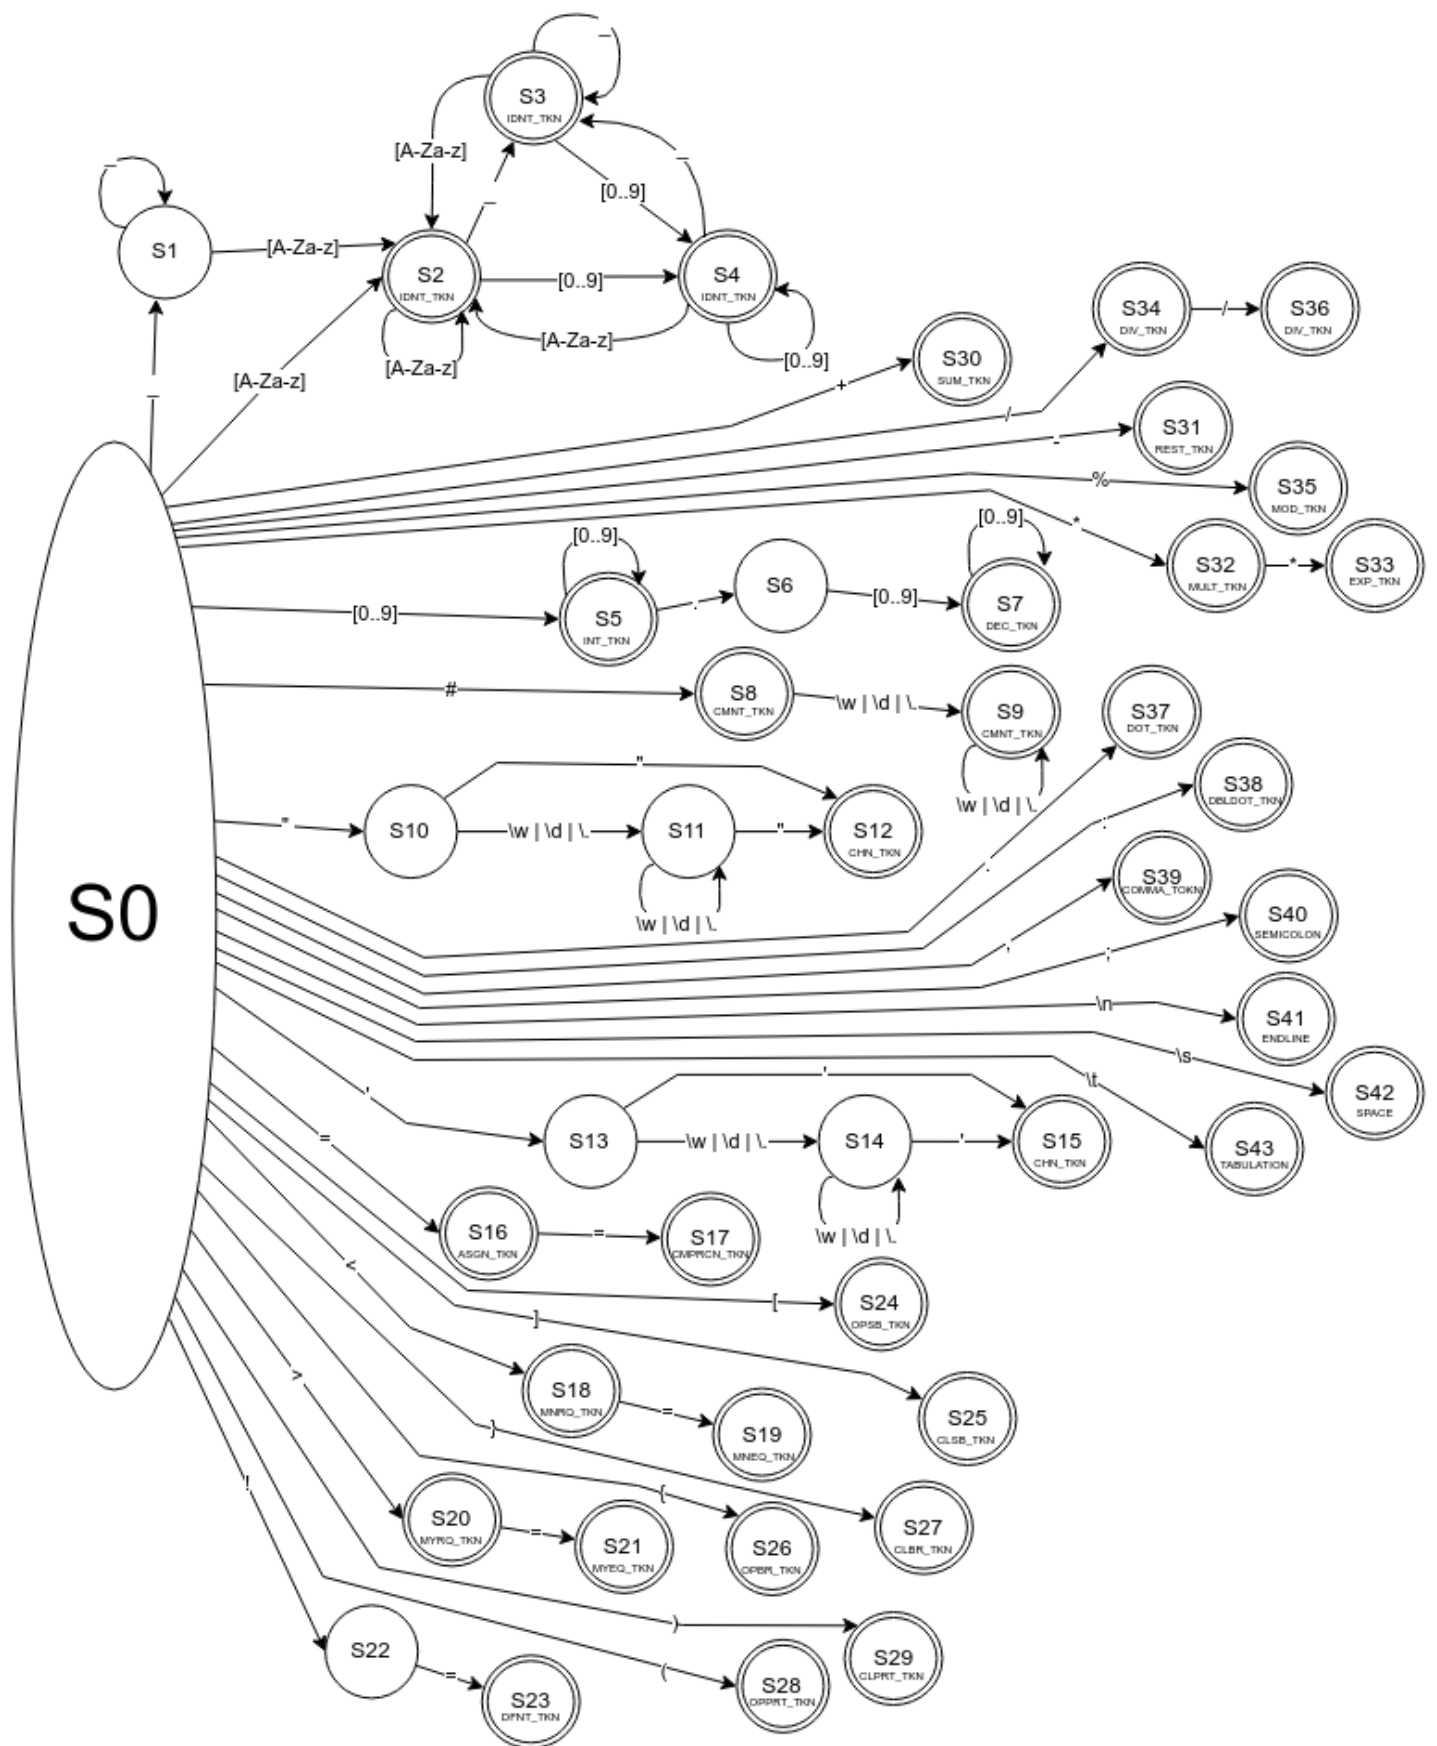 _
S3
IDNT_TKN
[A-Za-z]
_
[0..9]
_
_
S1
[A-Za-z]
S2
IDNT_TKN
[0..9]
S4
IDNT_TKN
[A-Za-z]
[A-Za-z]
[0..9]
_
[A-Za-z]
S34
DIV_TKN
/
S36
DIV_TKN
+
S30
SUM_TKN
/
-
S31
REST_TKN
%
S35
MOD_TKN
*
S32
MULT_TKN
*
S33
EXP_TKN
[0..9]
[0..9]
S5
INT_TKN
.
S6
[0..9]
[0..9]
S7
DEC_TKN
#
S8
CMNT_TKN
\w | \d | \.
S9
CMNT_TKN
\w | \d | \.
S37
DOT_TKN
S38
DBLDOT_TKN
"
S10
"
\w | \d | \.
S11
"
S12
CHN_TKN
\w | \d | \.
.
:
S0
S39
COMMA_TOKN
,
S40
SEMICOLON
;
\n
S41
ENDLINE
\s
S42
SPACE
\t
S43
TABULATION
'
S13
'
\w | \d | \.
S14
'
S15
CHN_TKN
\w | \d | \.
=
S16
ASGN_TKN
=
S17
CMPRCN_TKN
[
S24
OPSB_TKN
]
S25
CLSB_TKN
<
S18
MNRQ_TKN
=
S19
MNEQ_TKN
}
S27
CLBR_TKN
{
S26
OPBR_TKN
>
S20
MYRQ_TKN
=
S21
MYEQ_TKN
)
S29
CLPRT_TKN
(
S28
OPPRT_TKN
!
S22
=
S23
DFNT_TKN